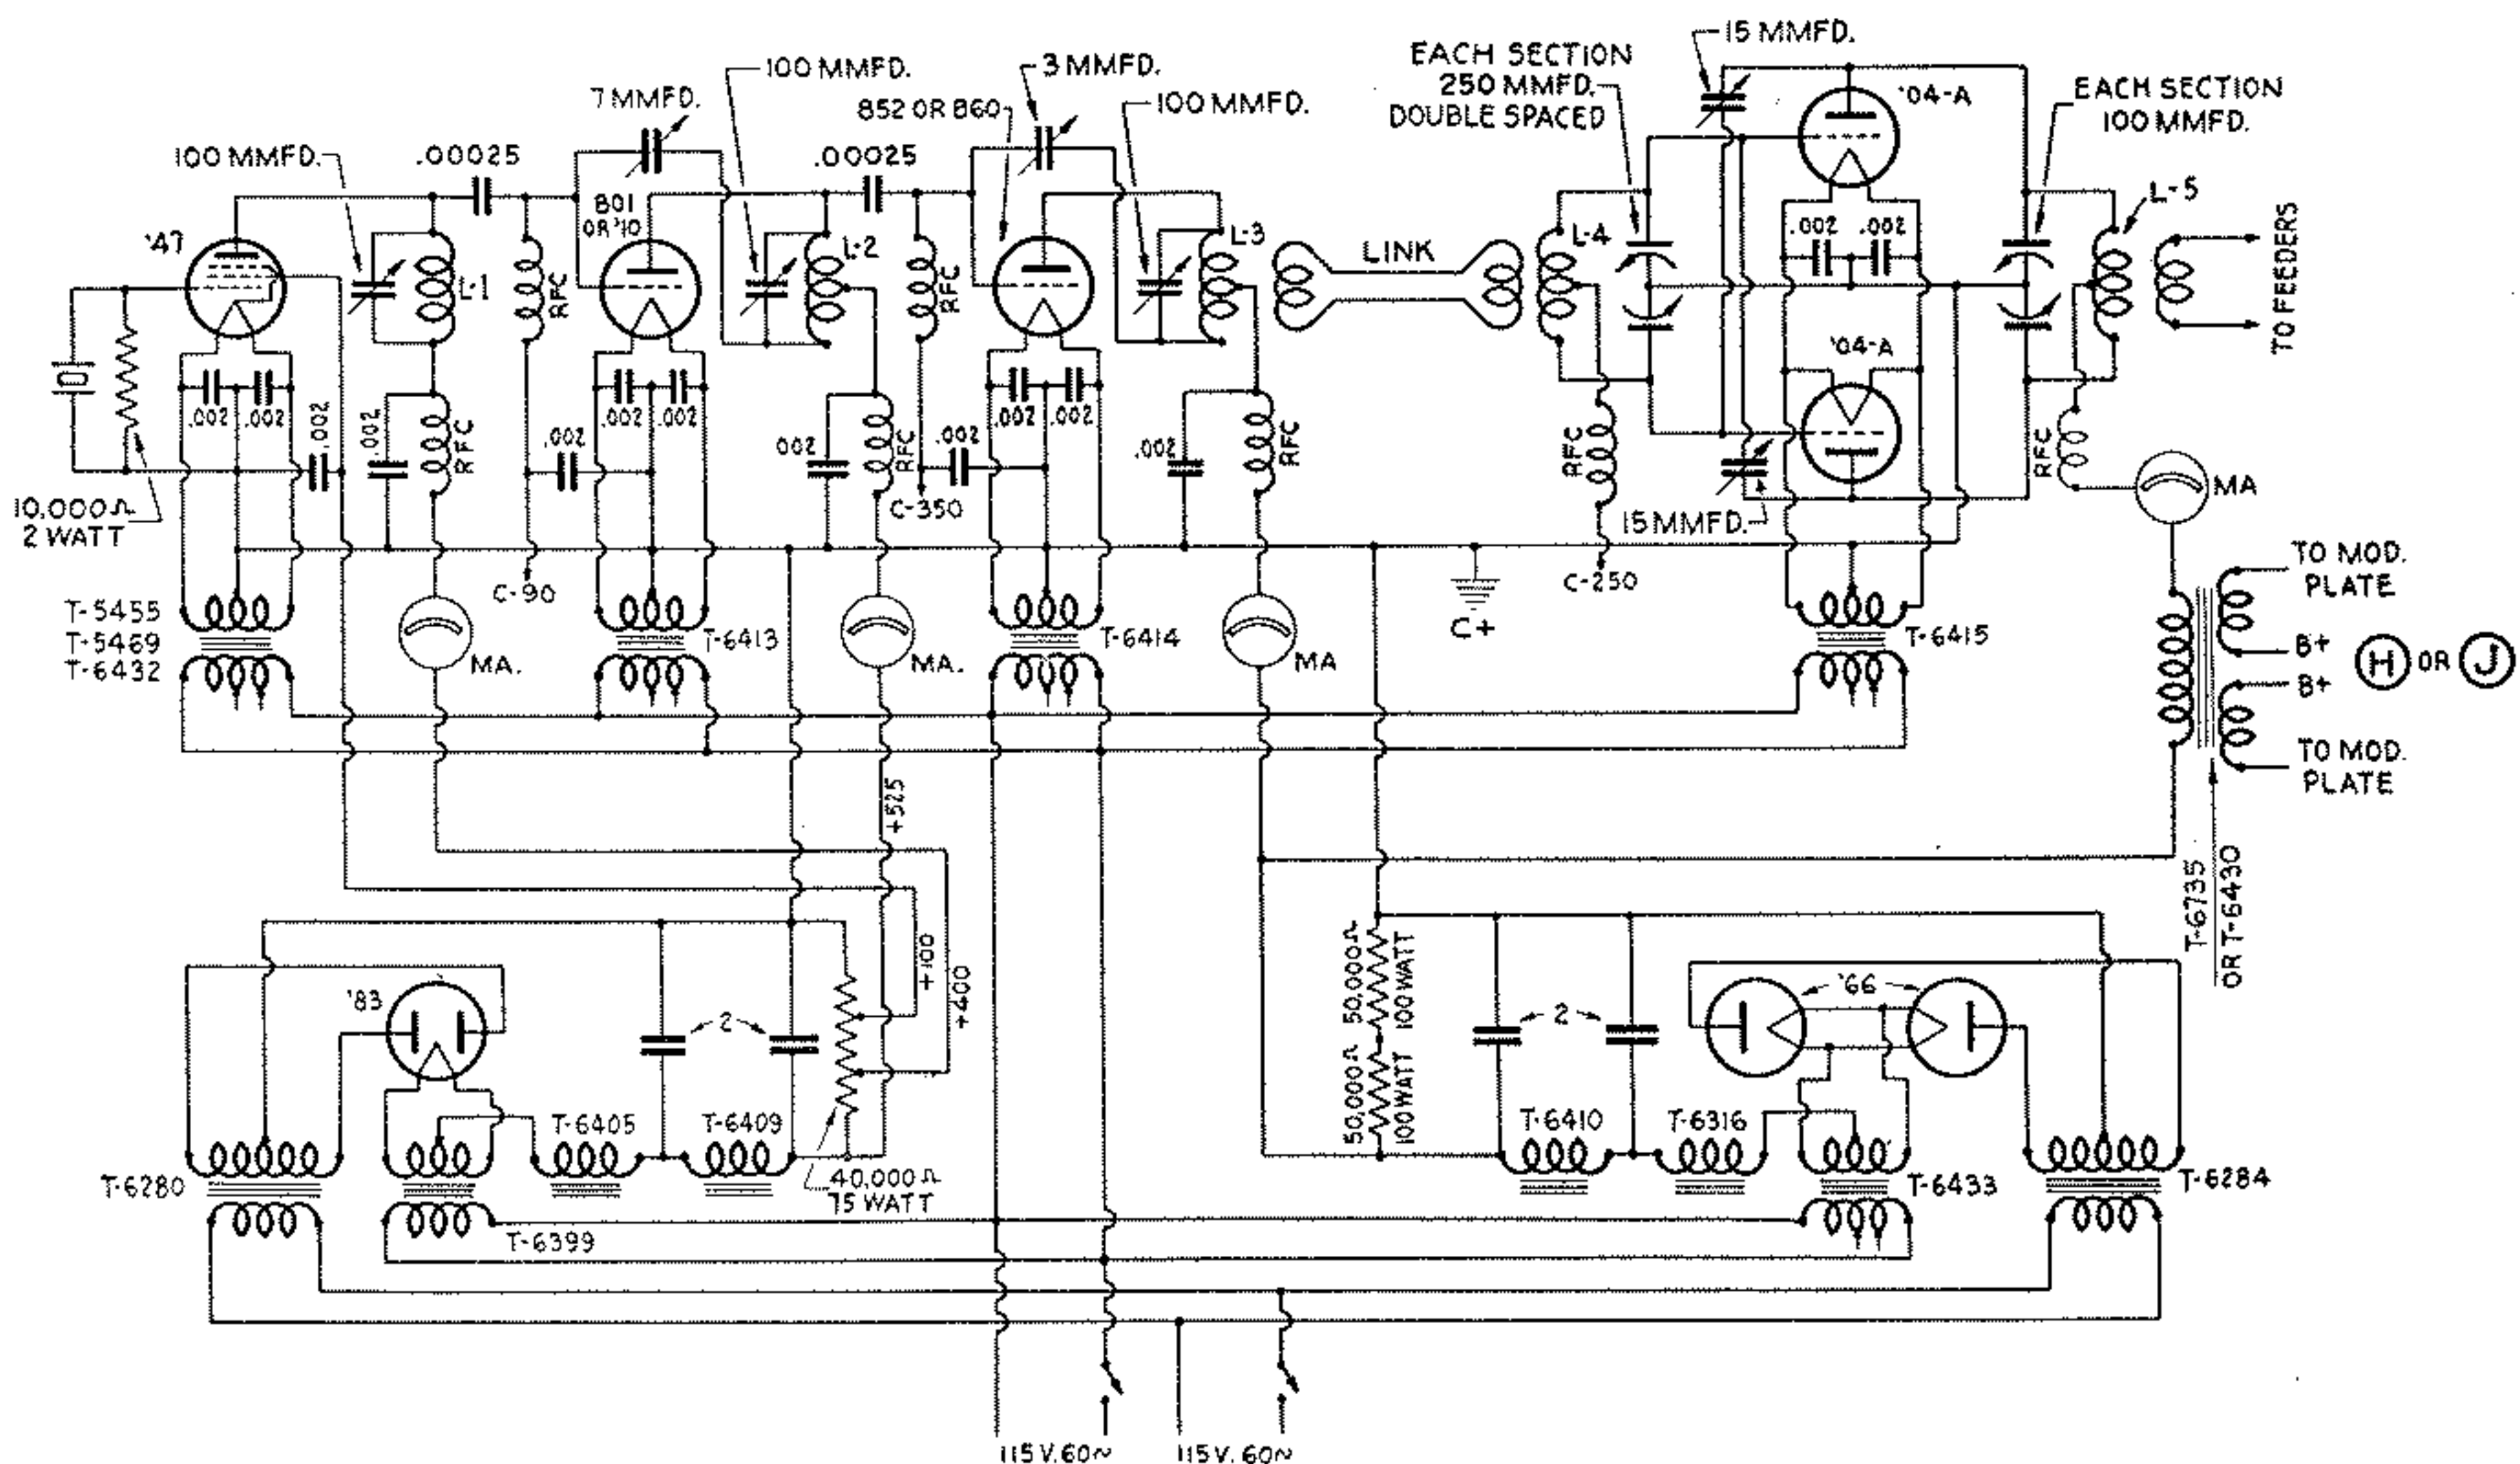 15 MMFD.
EACH SECTION
250 MMFD.
DOUBLE SPACED
'04-A
EACH SECTION
100 MMFD.
100 MMFD.
3 MMFD.
7 MMFD.
852 OR 860
100 MMFD.
100 MMFD.
.00025
.00025
801
OR '10
'47
L-1
RFC
L-2
RFC
L-3
LINK
L-4
.002
.002
L-5
TO FEEDERS
'04-A
.002
.002
.002
.002
RFC
.002
.002
.002
002
RFC
.002
.002
.002
.002
RFC
RFC
RFC
MA
10,000Ω
2 WATT
C-350
15 MMFD.
C-90
C-250
C+
TO MOD.
PLATE
T-5455
T-5469
T-6432
MA.
T-6413
MA.
T-6414
MA
T-6415
B+
H OR J
B+
TO MOD.
PLATE
+525
T-6735
OR T-6430
+100
+400
50,000Ω
100 WATT
50,000Ω
100 WATT
'83
2
2
'66
T-6280
T-6405
T-6409
T-6410
T-6316
T-6433
T-6284
40,000Ω
75 WATT
T-6399
115 V. 60~
115 V. 60~